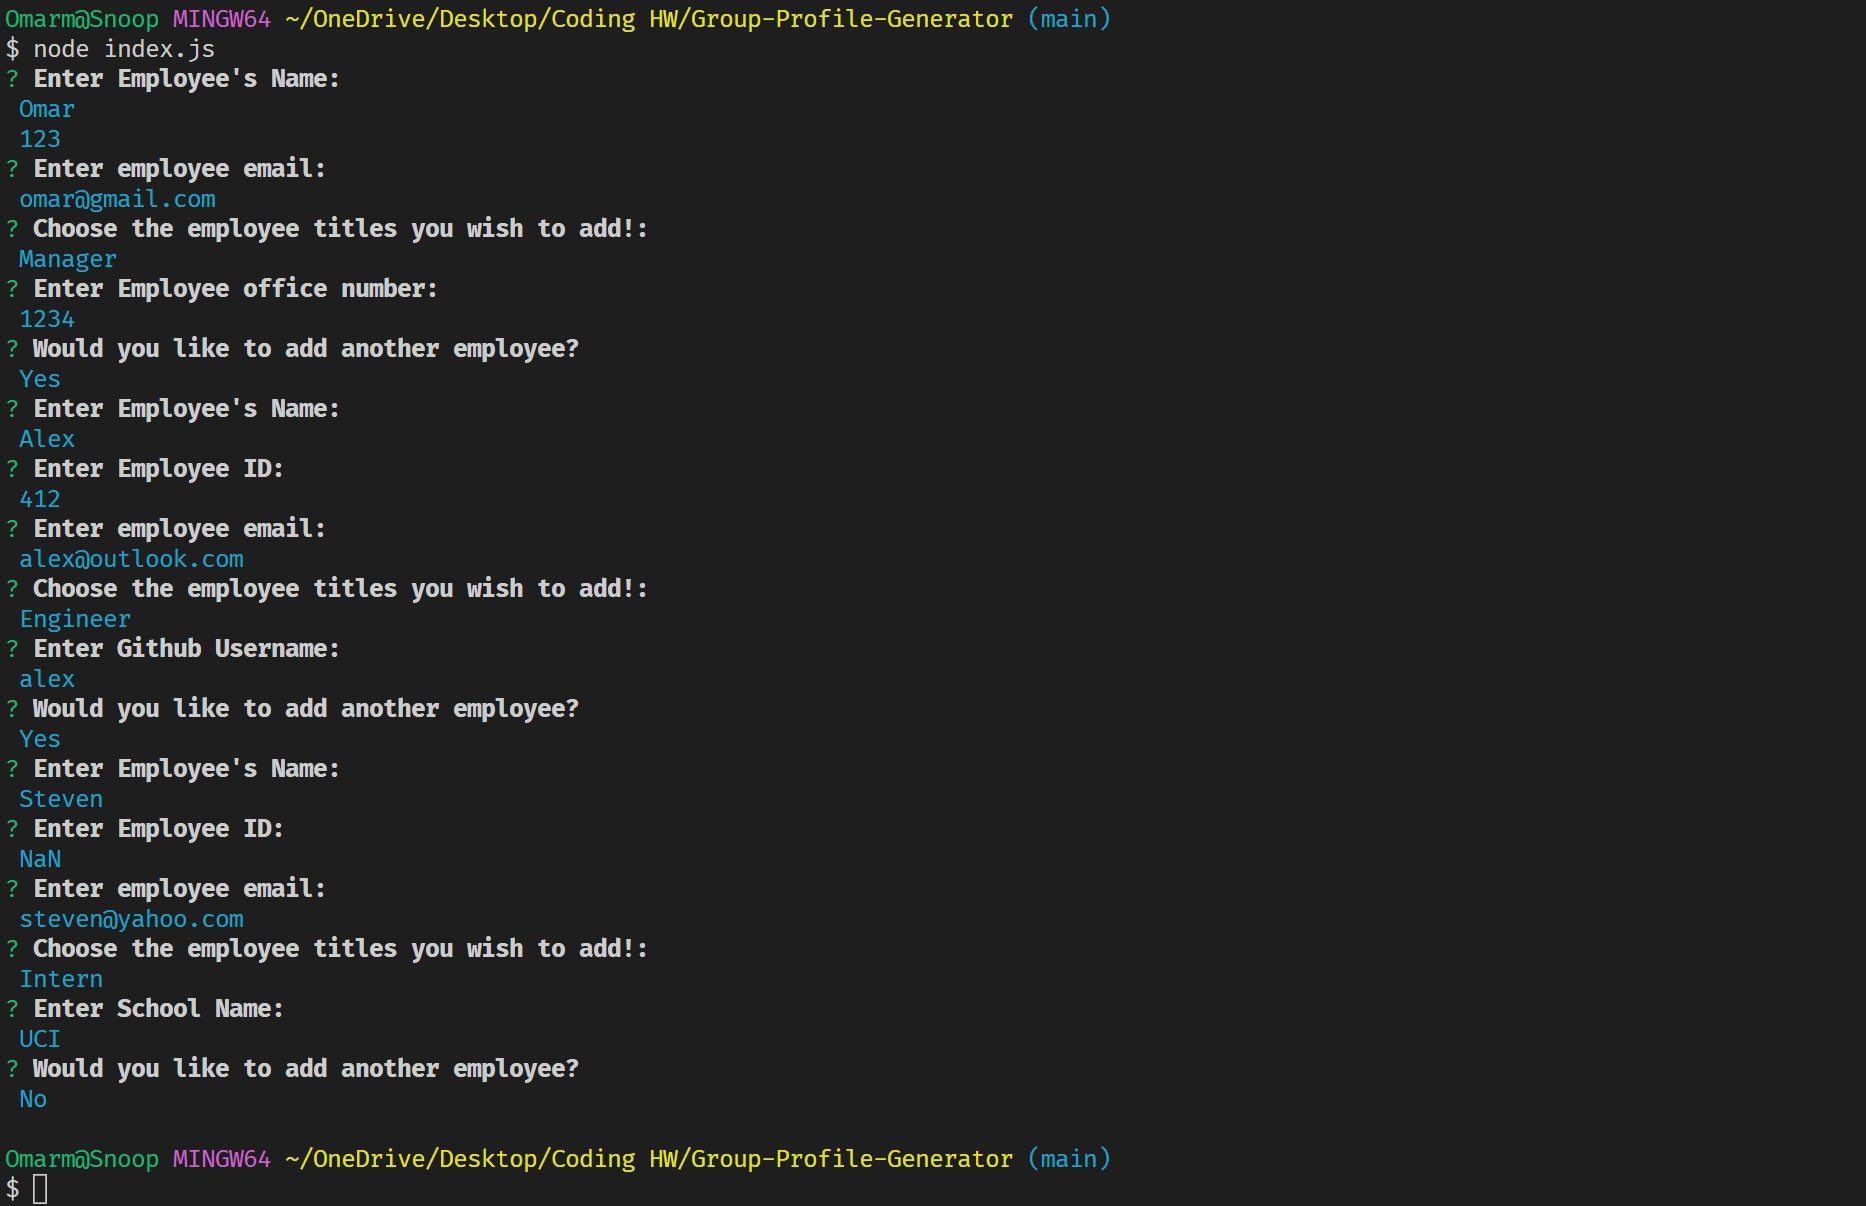 Omarm@Snoop MINGW64 ~/OneDrive/Desktop/Coding HW/Group-Profile-Generator (main)
$ node index.js
? Enter Employee's Name:
Omar
123
? Enter employee email:
omar@gmail.com
? Choose the employee titles you wish to add!:
Manager
? Enter Employee office number:
1234
? Would you like to add another employee?
Yes
? Enter Employee's Name:
Alex
? Enter Employee ID:
412
? Enter employee email:
alex@outlook.com
? Choose the employee titles you wish to add!:
Engineer
? Enter Github Username:
alex
? Would you like to add another employee?
Yes
? Enter Employee's Name:
Steven
? Enter Employee ID:
NaN
? Enter employee email:
steven@yahoo.com
? Choose the employee titles you wish to add!:
Intern
? Enter School Name:
UCI
? Would you like to add another employee?
No
Omarm@Snoop MINGW64 ~/OneDrive/Desktop/Coding HW/Group-Profile-Generator (main)
$